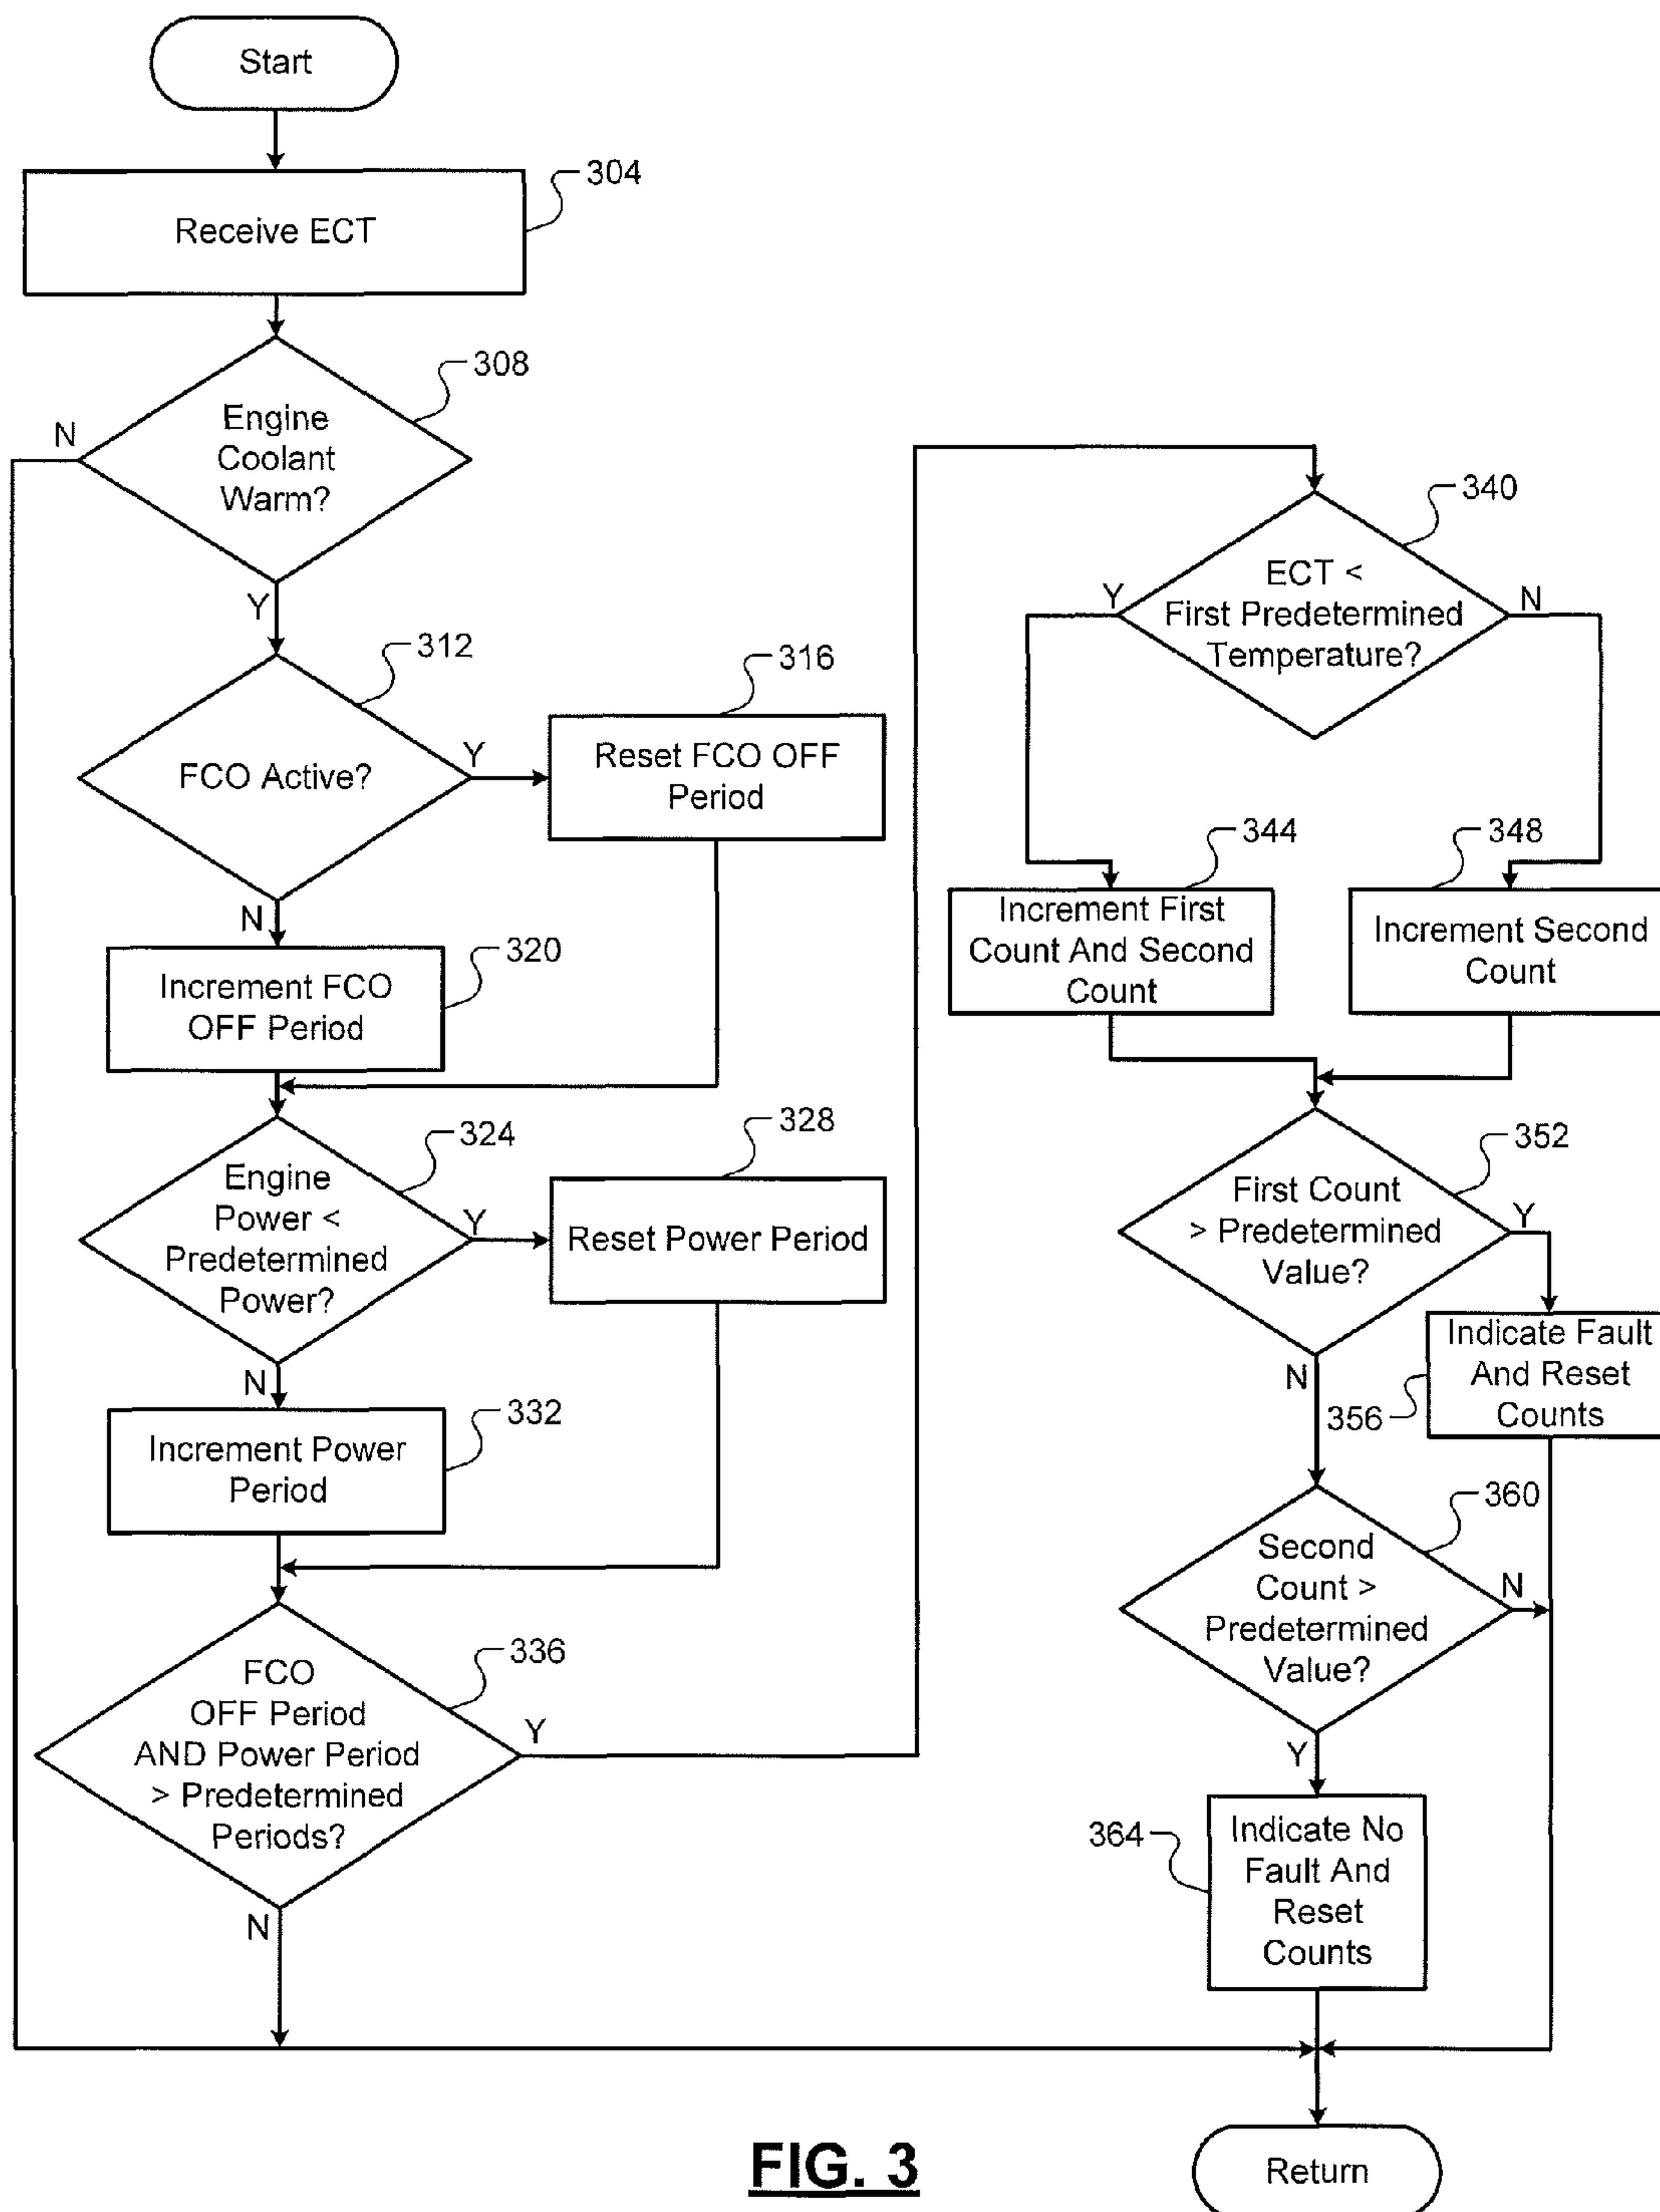 Start
304
Receive ECT
308
N
Engine
Coolant
Warm?
Y
312
FCO Active?
Y
316
Reset FCO OFF
Period
N
320
Increment FCO
OFF Period
324
Engine
Power <
Predetermined
Power?
Y
328
Reset Power Period
N
332
Increment Power
Period
336
FCO
OFF Period
AND Power Period
> Predetermined
Periods?
Y
N
340
ECT <
First Predetermined
Temperature?
Y
N
344
Increment First
Count And Second
Count
348
Increment Second
Count
352
First Count
> Predetermined
Value?
Y
N
Indicate Fault
And Reset
Counts
356
360
Second
Count >
Predetermined
Value?
N
Y
364
Indicate No
Fault And
Reset
Counts
Return
FIG. 3